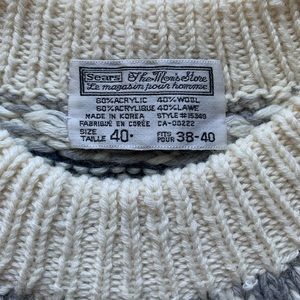 Sears The Men's Store
Le magasin pour homme
60% ACRYLIC 40% WOOL
60% ACRYLIQUE 40% LAINE
MADE IN KOREA STYLE #15349
FABRIQUÉ EN CORÉE CA-00222
SIZE TAILLE 40• FITS POUR 38-40